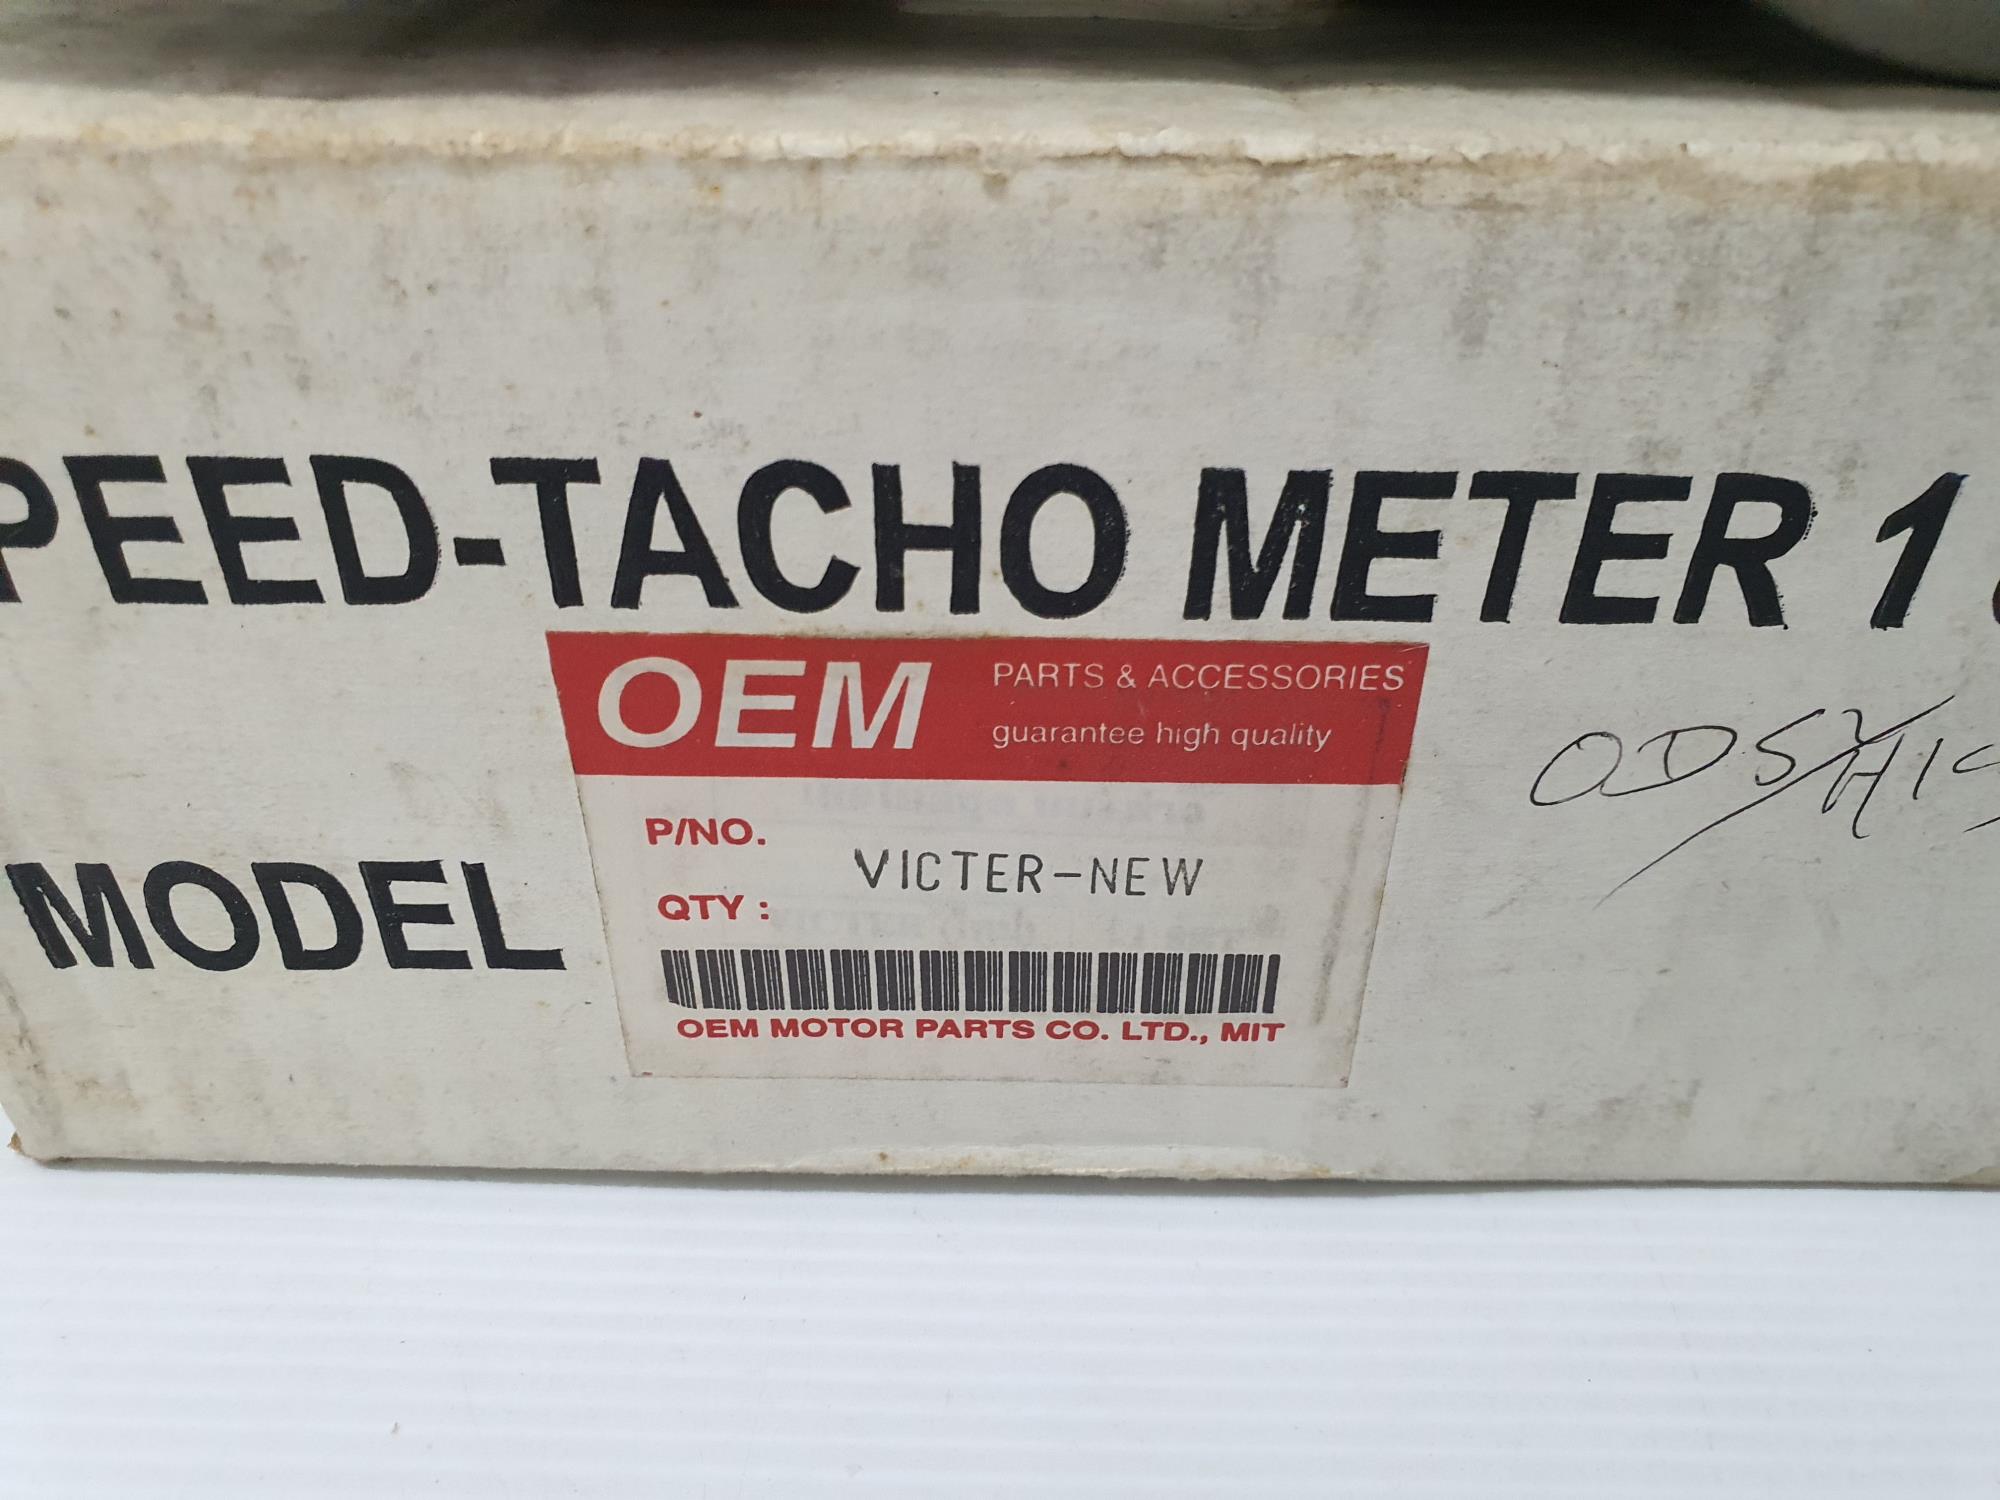 PEED-TACHO METER 1
OEM
PARTS & ACCESSORIES
guarantee high quality
MODEL
P/NO.
VICTER-NEW
QTY :
OEM MOTOR PARTS CO. LTD., MIT